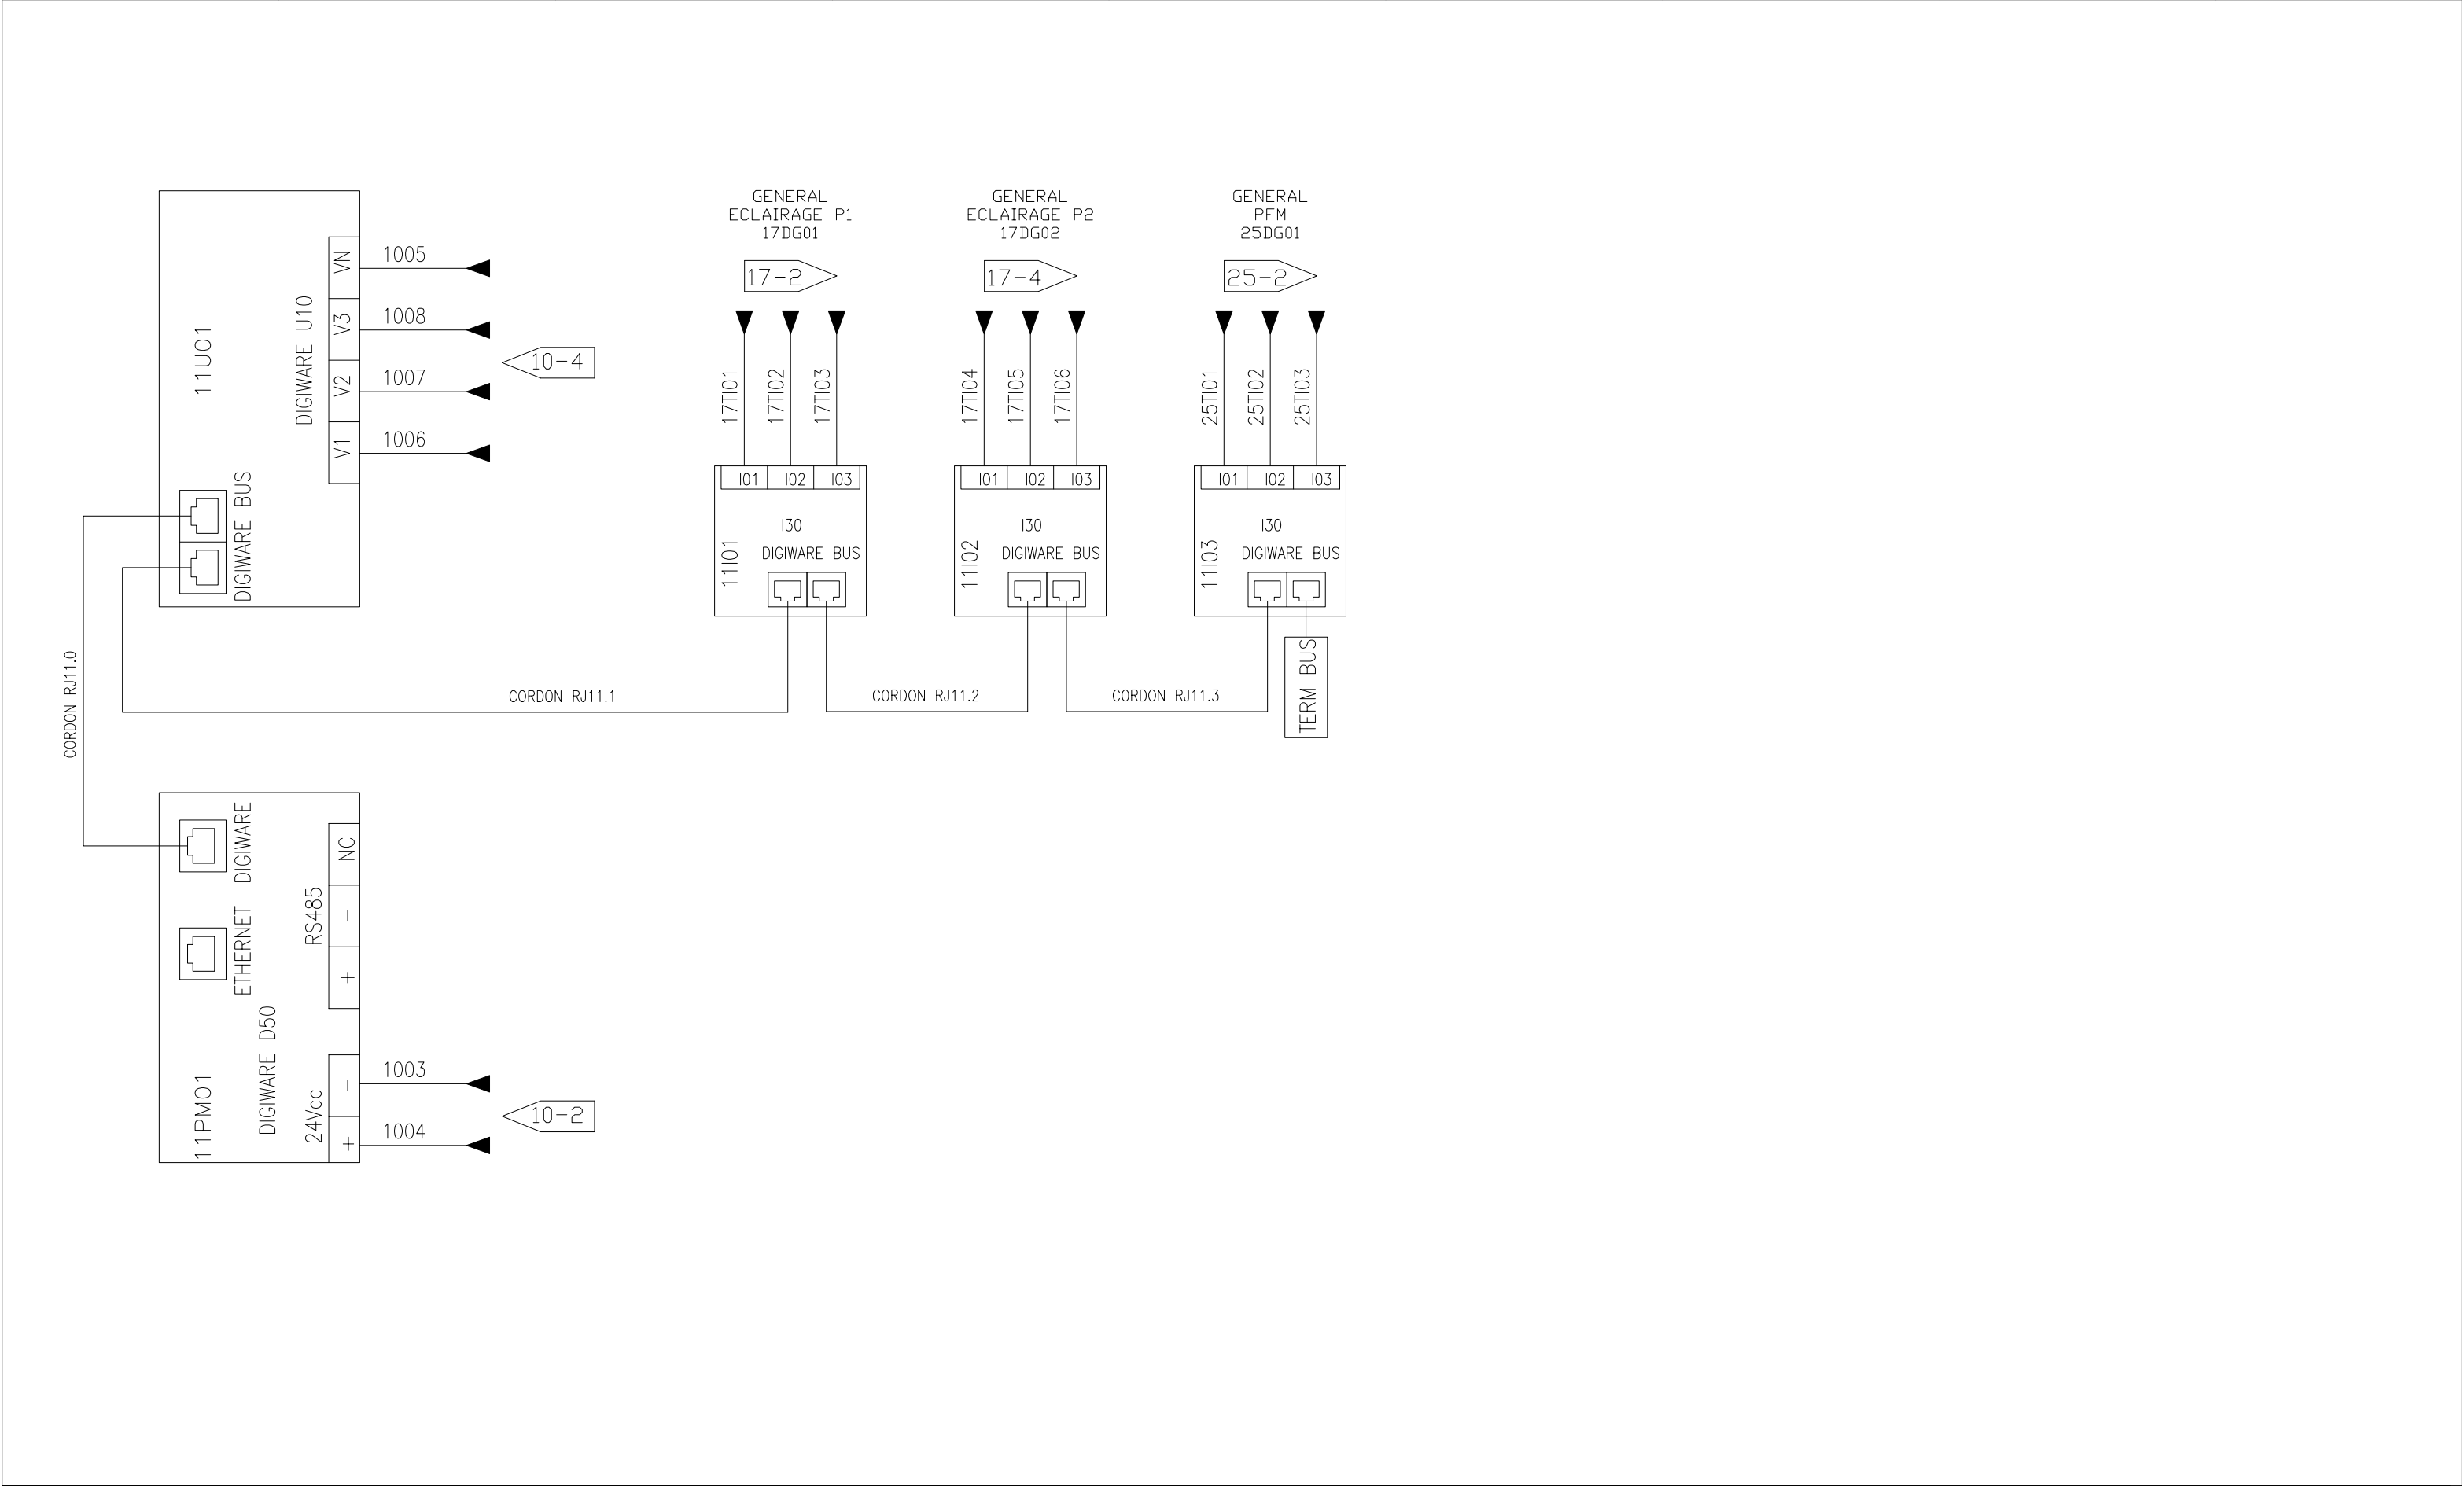 11U01
DIGIWARE U10
VN
V3
V2
V1
1005
1008
1007
1006
10-4
DIGIWARE BUS
CORDON RJ11.0
GENERAL
ECLAIRAGE P1
17DG01
17-2
17TI01
17TI02
17TI03
I01
I02
I03
I30
DIGIWARE BUS
11I01
GENERAL
ECLAIRAGE P2
17DG02
17-4
17TI04
17TI05
17TI06
I01
I02
I03
I30
DIGIWARE BUS
11I02
GENERAL
PFM
25DG01
25-2
25TI01
25TI02
25TI03
I01
I02
I03
I30
DIGIWARE BUS
11I03
CORDON RJ11.1
CORDON RJ11.2
CORDON RJ11.3
TERM BUS
DIGIWARE
ETHERNET
NC
-
+
RS485
DIGIWARE D50
11PM01
24Vcc
-
+
1003
1004
10-2